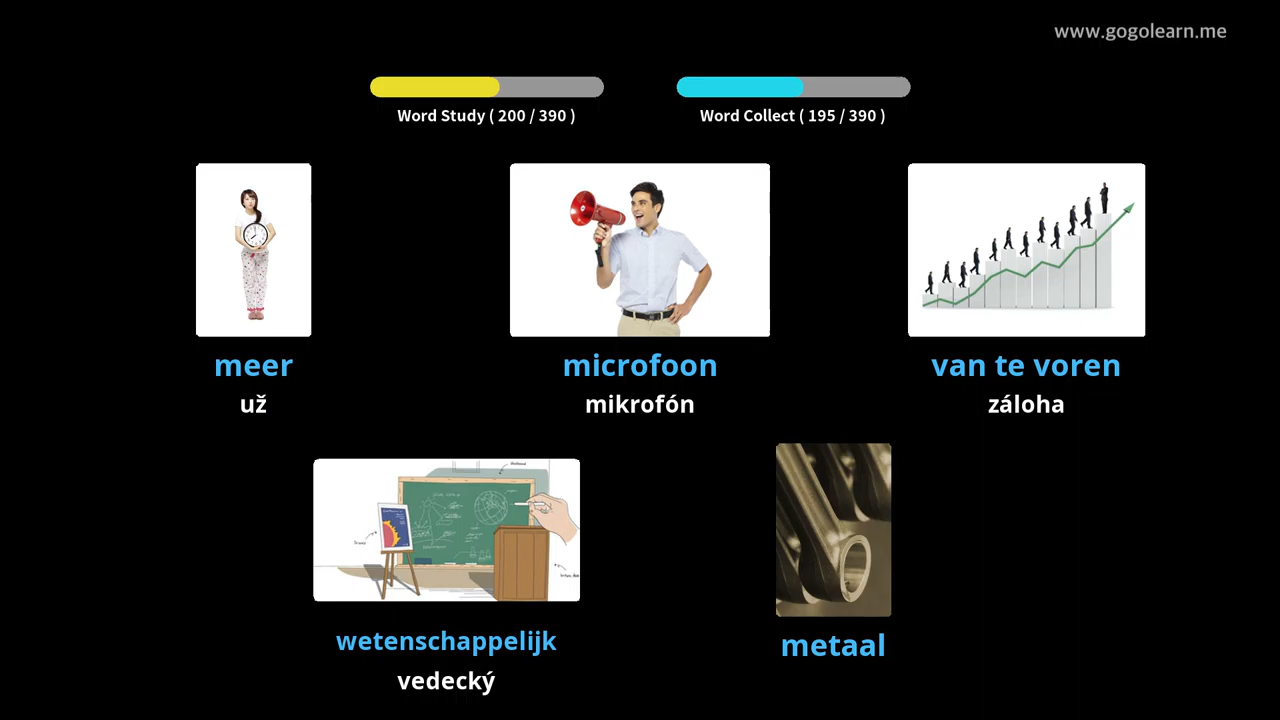 www.gogolearn.me
Word Study ( 200 / 390 )
Word Collect ( 195 / 390 )
meer
už
microfoon
mikrofón
van te voren
záloha
wetenschappelijk
vedecký
metaal